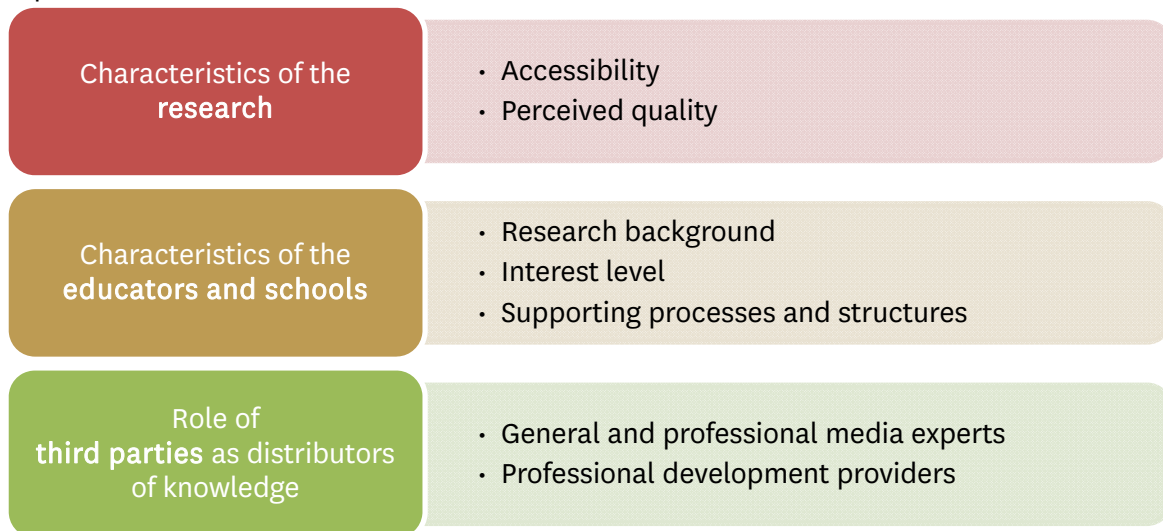 Characteristics of the
research
• Accessibility
• Perceived quality
Characteristics of the
educators and schools
• Research background
• Interest level
• Supporting processes and structures
Role of
third parties as distributors
of knowledge
• General and professional media experts
• Professional development providers